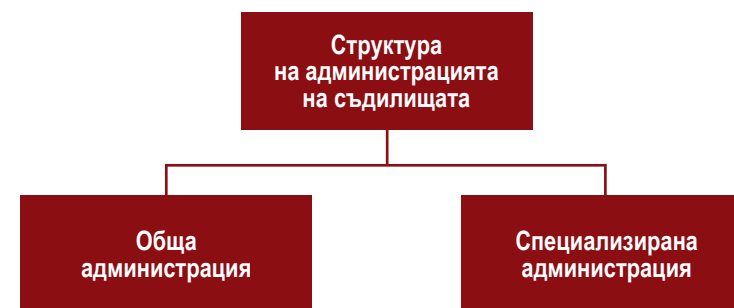 Структура
на администрацията
на съдилищата
Обща
администрация
Специализирана
администрация